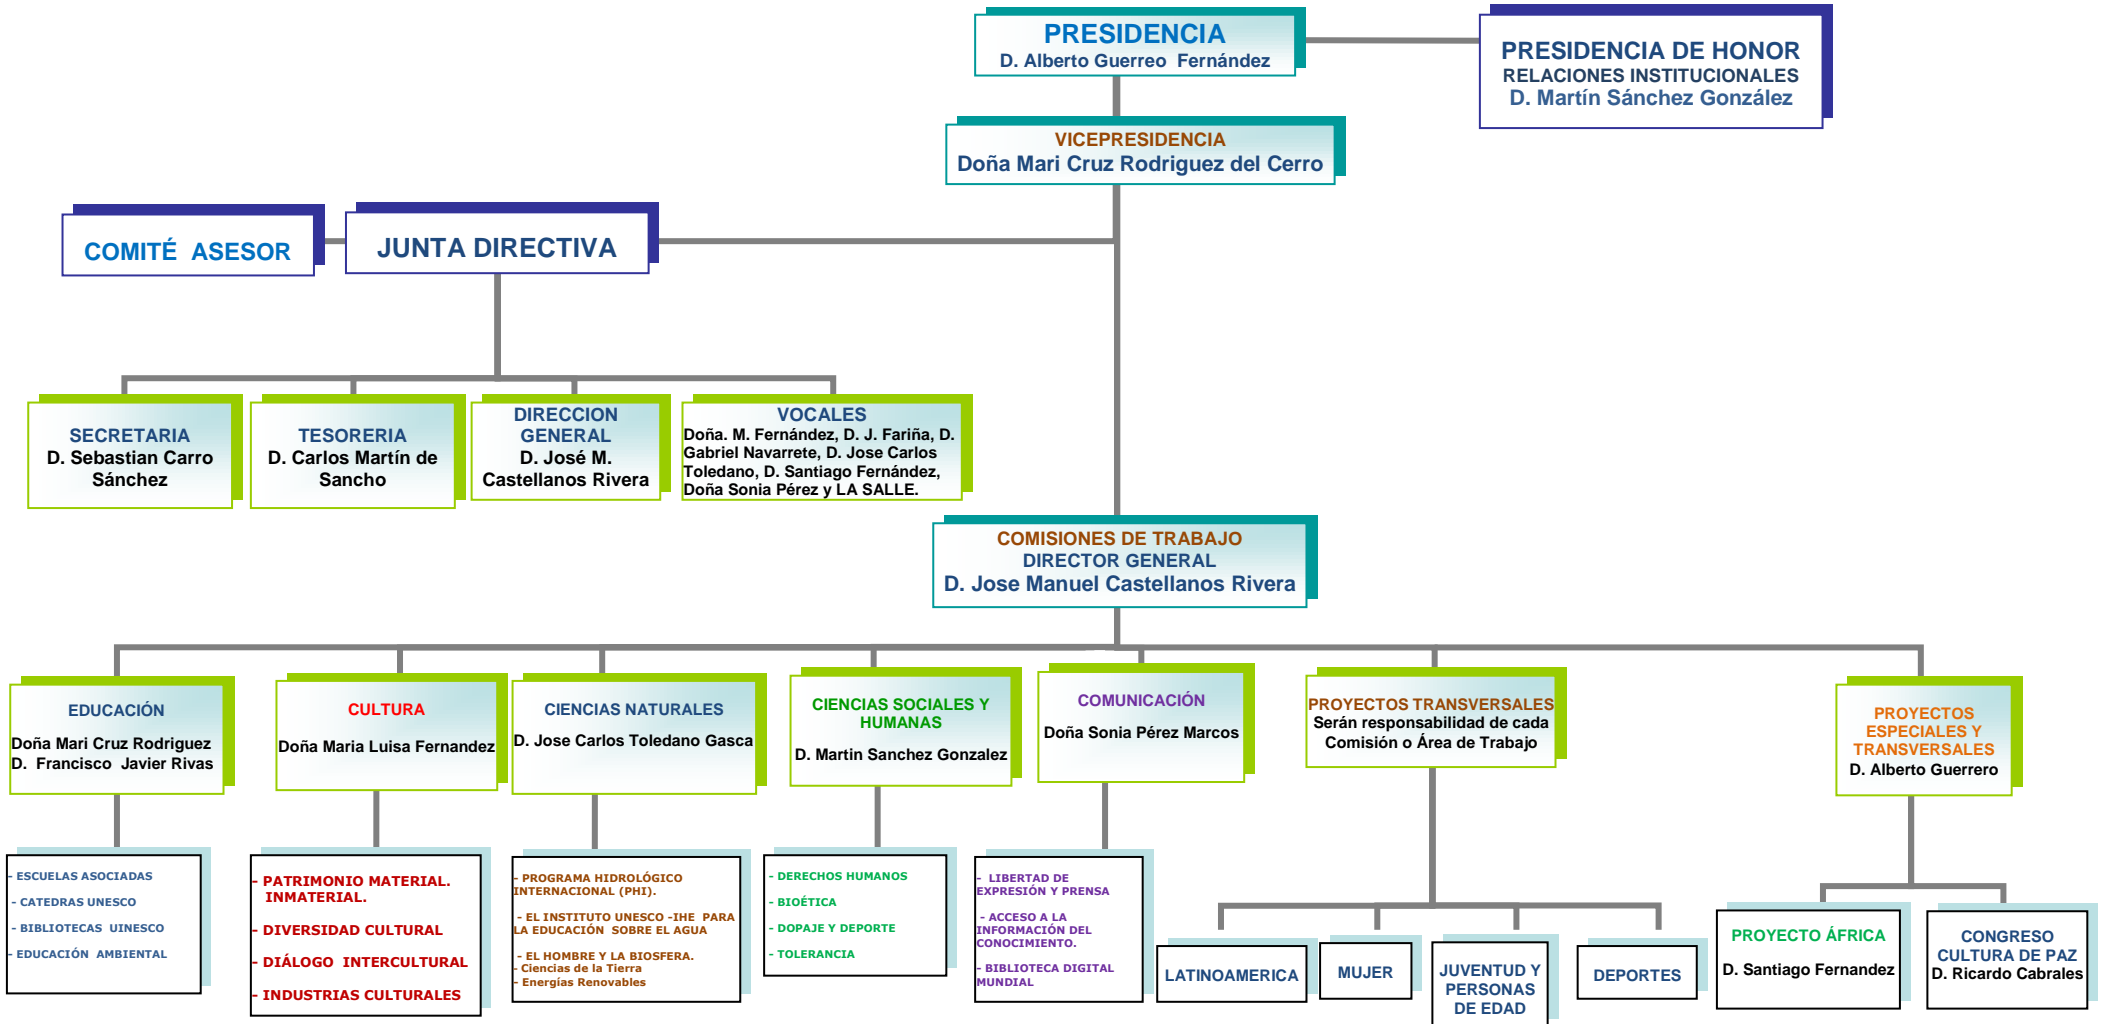 PRESIDENCIA
D. Alberto Guerreo Fernández
PRESIDENCIA DE HONOR
RELACIONES INSTITUCIONALES
D. Martín Sánchez González
VICEPRESIDENCIA
Doña Mari Cruz Rodriguez del Cerro
COMITÉ ASESOR
JUNTA DIRECTIVA
SECRETARIA
D. Sebastian Carro
Sánchez
TESORERIA
D. Carlos Martín de
Sancho
DIRECCION
GENERAL
D. José M.
Castellanos Rivera
VOCALES
Doña. M. Fernández, D. J. Fariña, D.
Gabriel Navarrete, D. Jose Carlos
Toledano, D. Santiago Fernández,
Doña Sonia Pérez y LA SALLE.
COMISIONES DE TRABAJO
DIRECTOR GENERAL
D. Jose Manuel Castellanos Rivera
EDUCACIÓN
Doña Mari Cruz Rodriguez
D. Francisco Javier Rivas
CULTURA
Doña Maria Luisa Fernandez
CIENCIAS NATURALES
D. Jose Carlos Toledano Gasca
CIENCIAS SOCIALES Y
HUMANAS
D. Martin Sanchez Gonzalez
COMUNICACIÓN
Doña Sonia Pérez Marcos
PROYECTOS TRANSVERSALES
Serán responsabilidad de cada
Comisión o Área de Trabajo
PROYECTOS
ESPECIALES Y
TRANSVERSALES
D. Alberto Guerrero
- ESCUELAS ASOCIADAS
- CATEDRAS UNESCO
- BIBLIOTECAS UINESCO
- EDUCACIÓN AMBIENTAL
- PATRIMONIO MATERIAL.
INMATERIAL.
- DIVERSIDAD CULTURAL
- DIÁLOGO INTERCULTURAL
- INDUSTRIAS CULTURALES
- PROGRAMA HIDROLÓGICO
INTERNACIONAL (PHI).
- EL INSTITUTO UNESCO -IHE PARA
LA EDUCACIÓN SOBRE EL AGUA
- EL HOMBRE Y LA BIOSFERA.
- Ciencias de la Tierra
- Energías Renovables
- DERECHOS HUMANOS
- BIOÉTICA
- DOPAJE Y DEPORTE
- TOLERANCIA
- LIBERTAD DE
EXPRESIÓN Y PRENSA
- ACCESO A LA
INFORMACIÓN DEL
CONOCIMIENTO.
- BIBLIOTECA DIGITAL
MUNDIAL
LATINOAMERICA
MUJER
JUVENTUD Y
PERSONAS
DE EDAD
DEPORTES
PROYECTO ÁFRICA
D. Santiago Fernandez
CONGRESO
CULTURA DE PAZ
D. Ricardo Cabrales